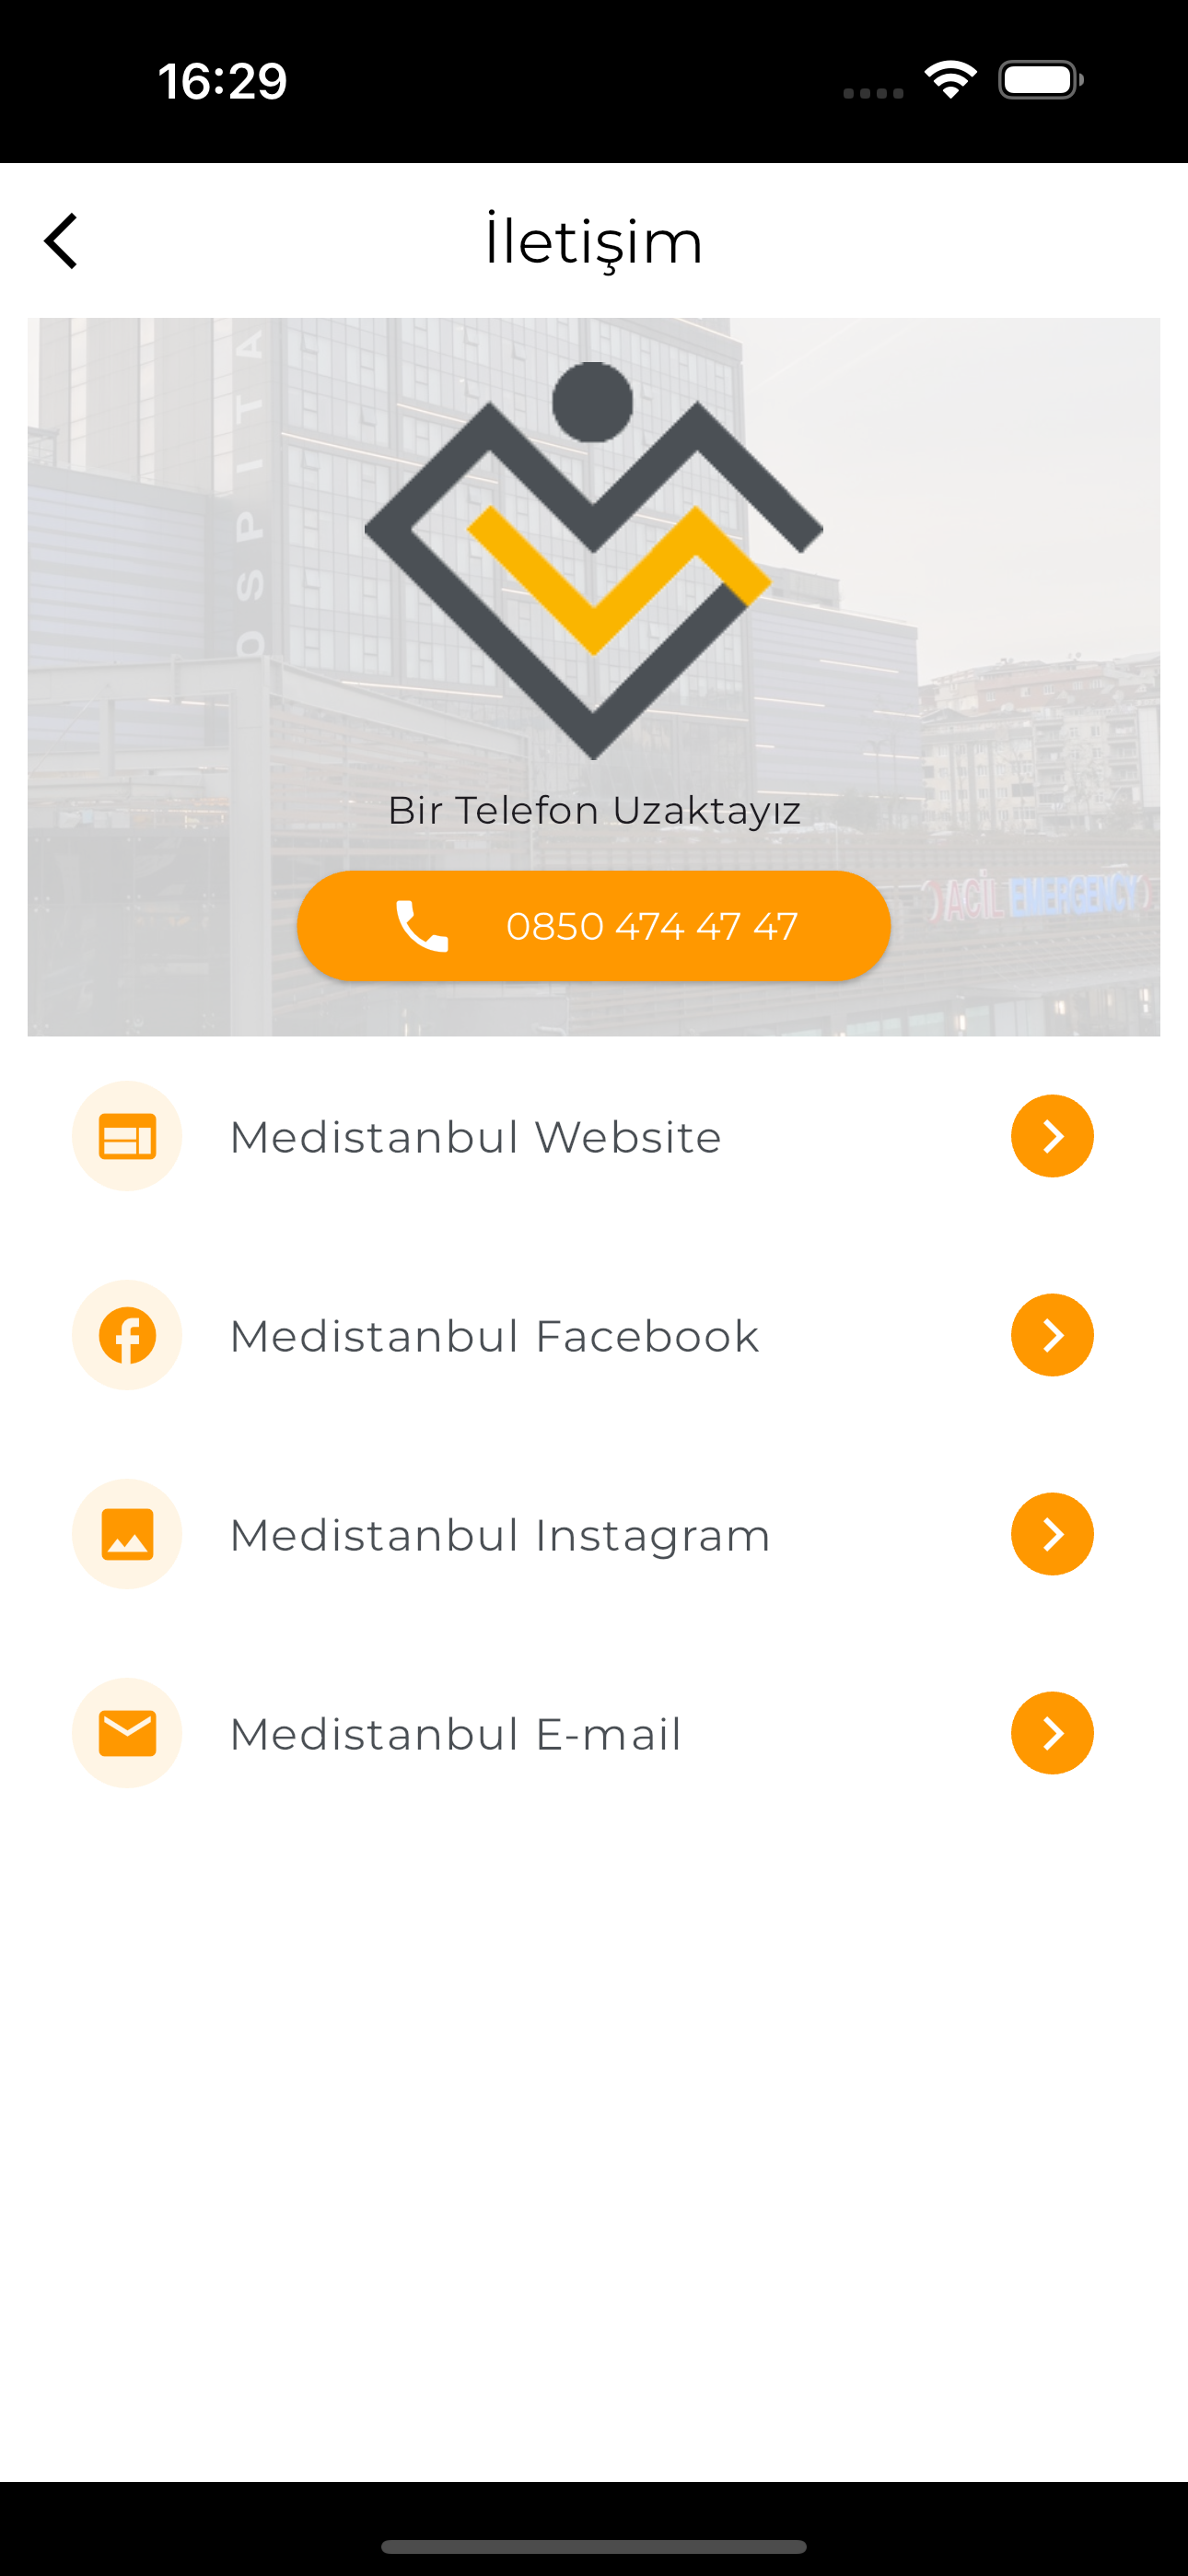 16:29
İletişim
OSPITA
Bir Telefon Uzaktayız
0850 474 47 47
ACİL EMERGENCY
Medistanbul Website
Medistanbul Facebook
Medistanbul Instagram
Medistanbul E-mail